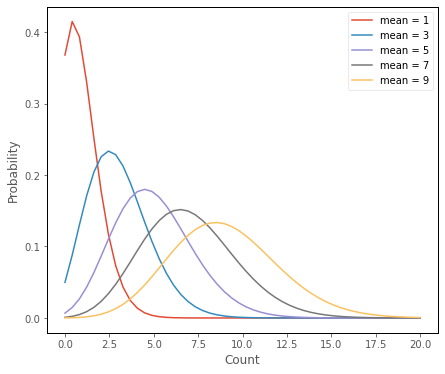 mean = 1
mean = 3
mean = 5
mean = 7
mean = 9
Probability
0.4
0.3
0.2
0.1
0.0
0.0 2.5 5.0 7.5 10.0 12.5 15.0 17.5 20.0
Count